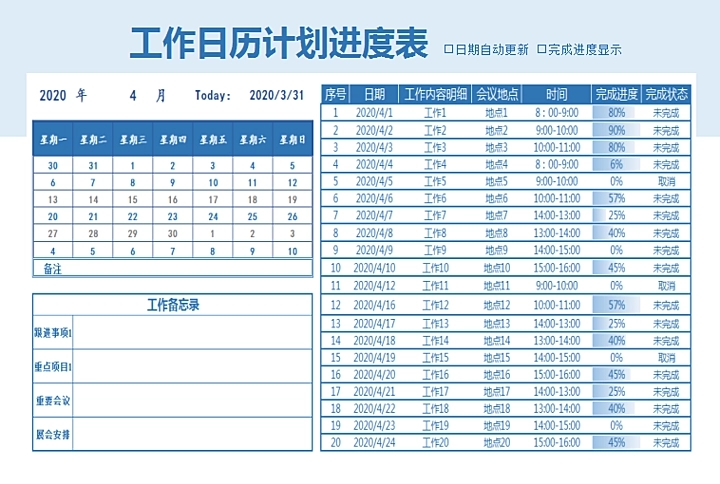 工作日历计划进度表 □日期自动更新 □完成进度显示
2020 年 4 月 Today: 2020/3/31
星期一 星期二 星期三 星期四 星期五 星期六 星期日
30 31 1 2 3 4 5
6 7 8 9 10 11 12
13 14 15 16 17 18 19
20 21 22 23 24 25 26
27 28 29 30 1 2 3
4 5 6 7 8 9 10
备注
工作备忘录
跟进事项1
重点项目1
重要会议
展会安排
序号 日期 工作内容明细 会议地点 时间 完成进度 完成状态
1 2020/4/1 工作1 地点1 8：00-9:00 80% 未完成
2 2020/4/2 工作2 地点2 9:00-10:00 90% 未完成
3 2020/4/3 工作3 地点3 10:00-11:00 80% 未完成
4 2020/4/4 工作4 地点4 8：00-9:00 6% 未完成
5 2020/4/5 工作5 地点5 9:00-10:00 0% 取消
6 2020/4/6 工作6 地点6 10:00-11:00 57% 未完成
7 2020/4/7 工作7 地点7 14:00-13:00 25% 未完成
8 2020/4/8 工作8 地点8 13:00-14:00 40% 未完成
9 2020/4/9 工作9 地点9 14:00-15:00 0% 未完成
10 2020/4/10 工作10 地点10 15:00-16:00 45% 未完成
11 2020/4/12 工作11 地点11 9:00-10:00 0% 取消
12 2020/4/16 工作12 地点12 10:00-11:00 57% 未完成
13 2020/4/17 工作13 地点13 14:00-13:00 25% 未完成
14 2020/4/18 工作14 地点14 13:00-14:00 40% 未完成
15 2020/4/19 工作15 地点15 14:00-15:00 0% 取消
16 2020/4/20 工作16 地点16 15:00-16:00 45% 未完成
17 2020/4/21 工作17 地点17 14:00-13:00 25% 未完成
18 2020/4/22 工作18 地点18 13:00-14:00 40% 未完成
19 2020/4/23 工作19 地点19 14:00-15:00 0% 未完成
20 2020/4/24 工作20 地点20 15:00-16:00 45% 未完成